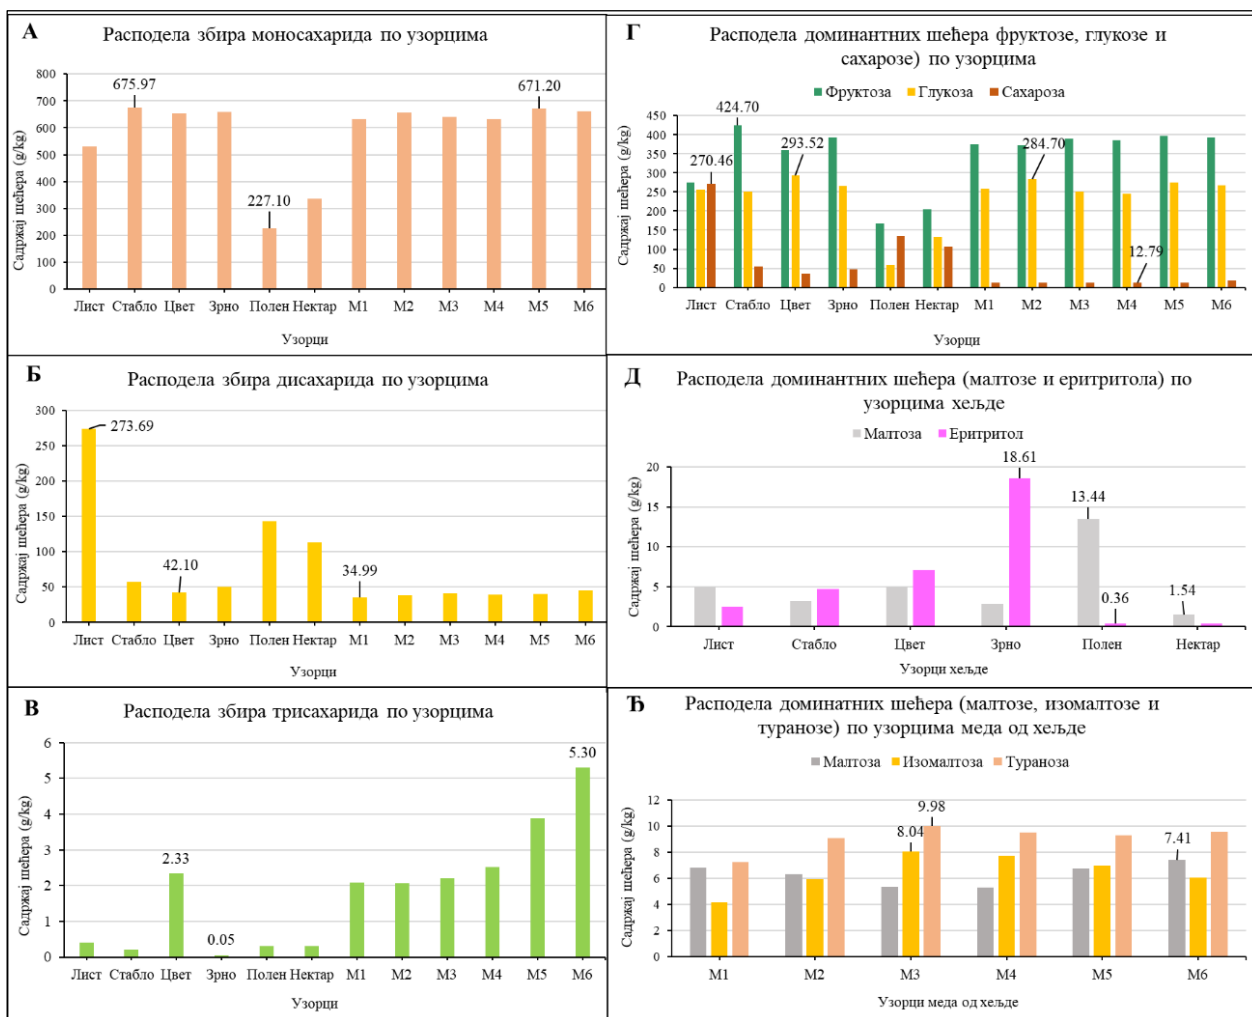 А
Расподела збира моносахарида по узорцима
Садржај шећера (g/kg)
800
700
600
500
400
300
200
100
0
675.97
227.10
671.20
Лист Стабло Цвет Зрно Полен Нектар М1 М2 М3 М4 М5 М6
Узорци
Б
Расподела збира дисахарида по узорцима
Садржај шећера (g/kg)
300
250
200
150
100
50
0
273.69
42.10
34.99
Лист Стабло Цвет Зрно Полен Нектар М1 М2 М3 М4 М5 М6
Узорци
В
Расподела збира трисахарида по узорцима
Садржај шећера (g/kg)
6
5
4
3
2
1
0
2.33
0.05
5.30
Лист Стабло Цвет Зрно Полен Нектар М1 М2 М3 М4 М5 М6
Узорци
Г
Расподела доминантних шећера фруктозе, глукозе и
сахарозе) по узорцима
Фруктоза Глукоза Сахароза
Садржај шећера (g/kg)
450
400
350
300
250
200
150
100
50
0
424.70
270.46
293.52
284.70
12.79
Лист Стабло Цвет Зрно Полен Нектар М1 М2 М3 М4 М5 М6
Узорци
Д
Расподела доминантних шећера (малтозе и еритритола) по
узорцима хељде
Малтоза Еритритол
Садржај шећера (g/kg)
20
15
10
5
0
18.61
13.44
0.36
1.54
Лист Стабло Цвет Зрно Полен Нектар
Узорци хељде
Ђ
Расподела доминатних шећера (малтозе, изомалтозе и
туранозе) по узорцима меда од хељде
Малтоза Изомалтоза Тураноза
Садржај шећера (g/kg)
12
10
8
6
4
2
0
8.04
9.98
7.41
М1 М2 М3 М4 М5 М6
Узорци меда од хељде